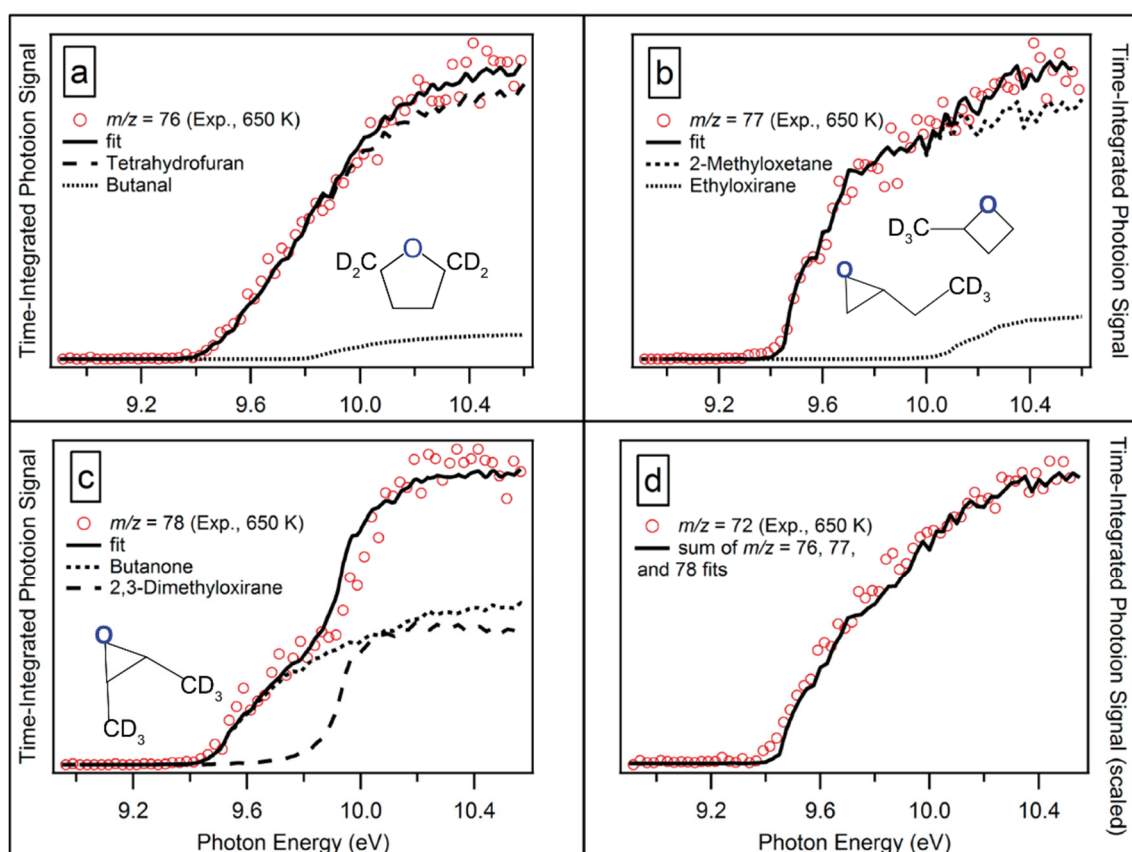 Time-Integrated Photoion Signal
a
m/z = 76 (Exp., 650 K)
fit
Tetrahydrofuran
Butanal
D2C
O
CD2
9.2
9.6
10.0
10.4
b
m/z = 77 (Exp., 650 K)
fit
2-Methyloxetane
Ethyloxirane
O
D3C
O
CD3
9.2
9.6
10.0
10.4
Time-Integrated Photoion Signal
Time-Integrated Photoion Signal
c
m/z = 78 (Exp., 650 K)
fit
Butanone
2,3-Dimethyloxirane
O
CD3
CD3
9.2
9.6
10.0
10.4
Photon Energy (eV)
d
m/z = 72 (Exp., 650 K)
sum of m/z = 76, 77,
and 78 fits
9.2
9.6
10.0
10.4
Photon Energy (eV)
Time-Integrated Photoion Signal (scaled)